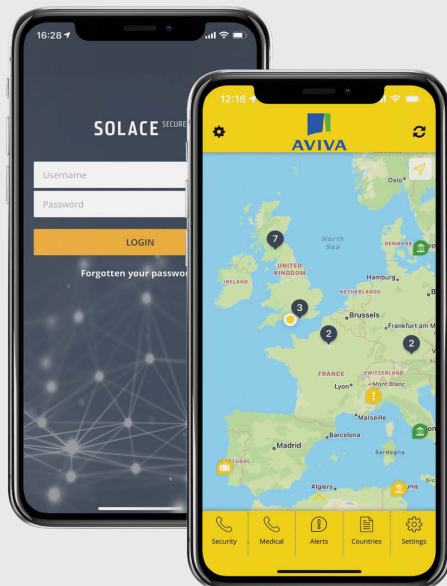 16:28
SOLACE SECURE
Username
Password
LOGIN
Forgotten your passwo
12:18
AVIVA
Oslo
7
North
Sea
DENMARK
UNITED
KINGDOM
IRELAND
Hamburg
3
NETHERLANDS
Brussels
2
Frankfurt am M
2
FRANCE
SWITZERLAND
Lyon
Mont Blanc
Marseille
Barcelona
Madrid
Sardegna
TUGAL
Algiers
unis
Security
Medical
Alerts
Countries
Settings